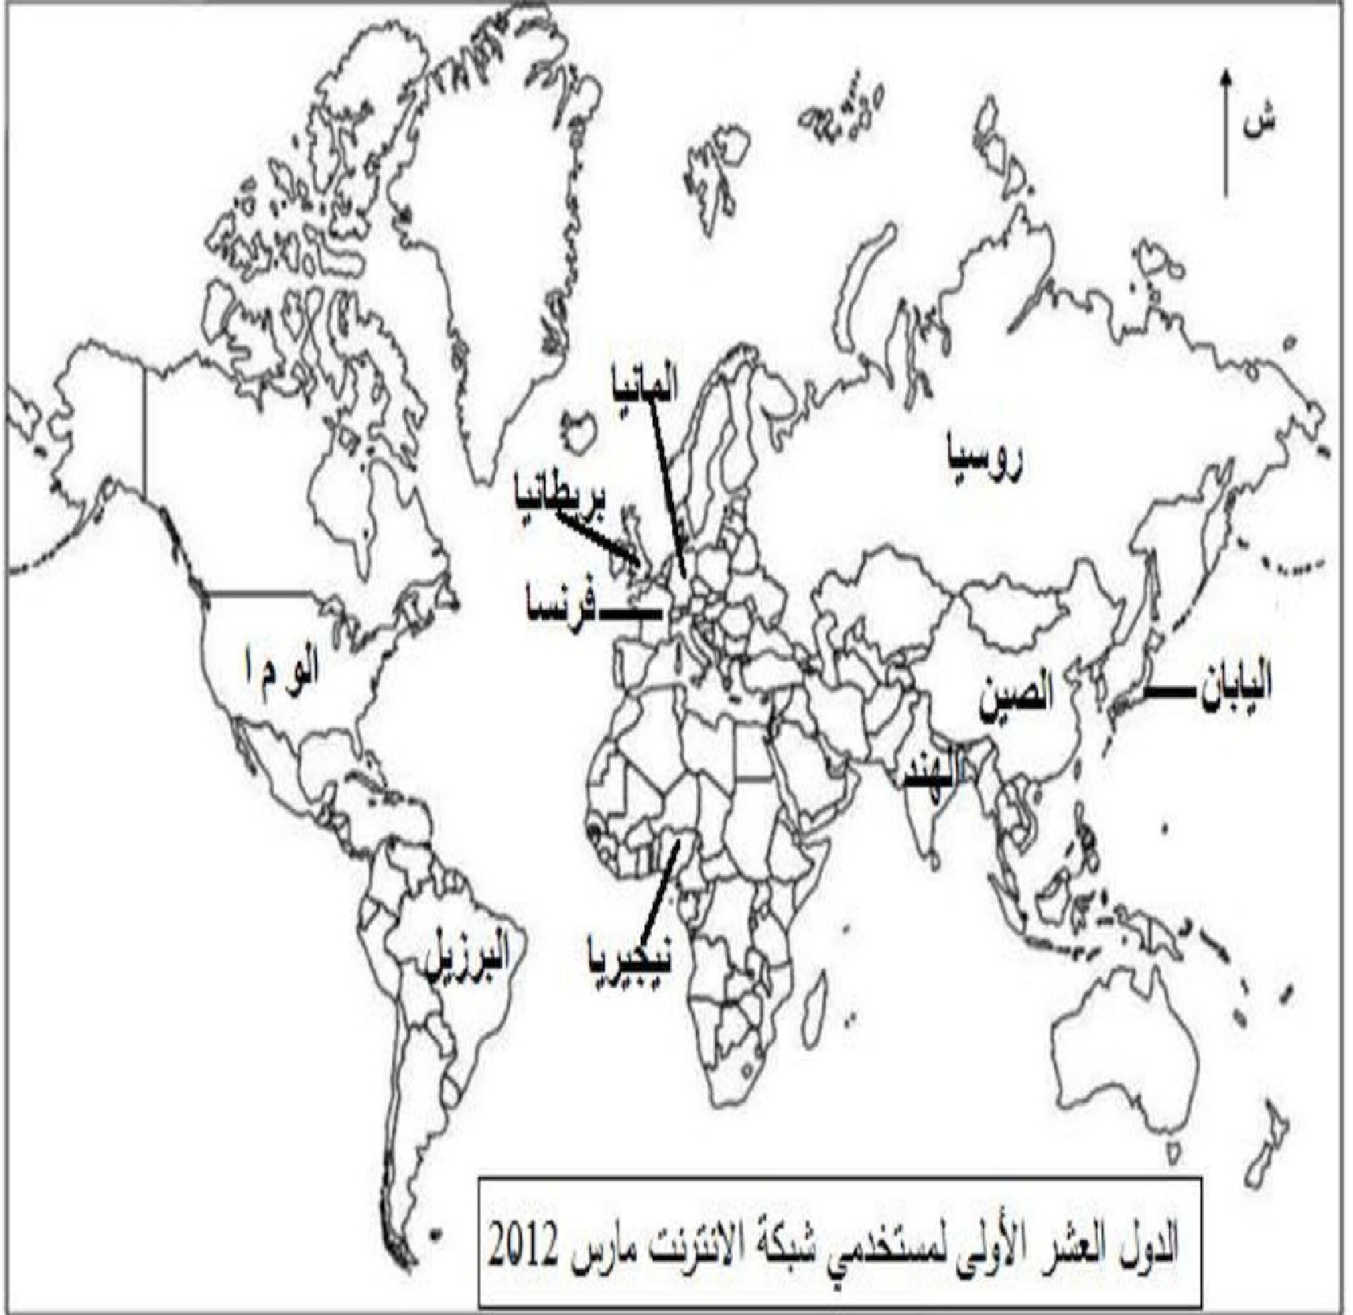 ش
المانيا
روسيا
بريطانيا
فرنسا
الو م ا
الصين
اليابان
الهند
البرزيل
نيجيريا
الدول العشر الأولى لمستخدمي شبكة الانترنت مارس 2012